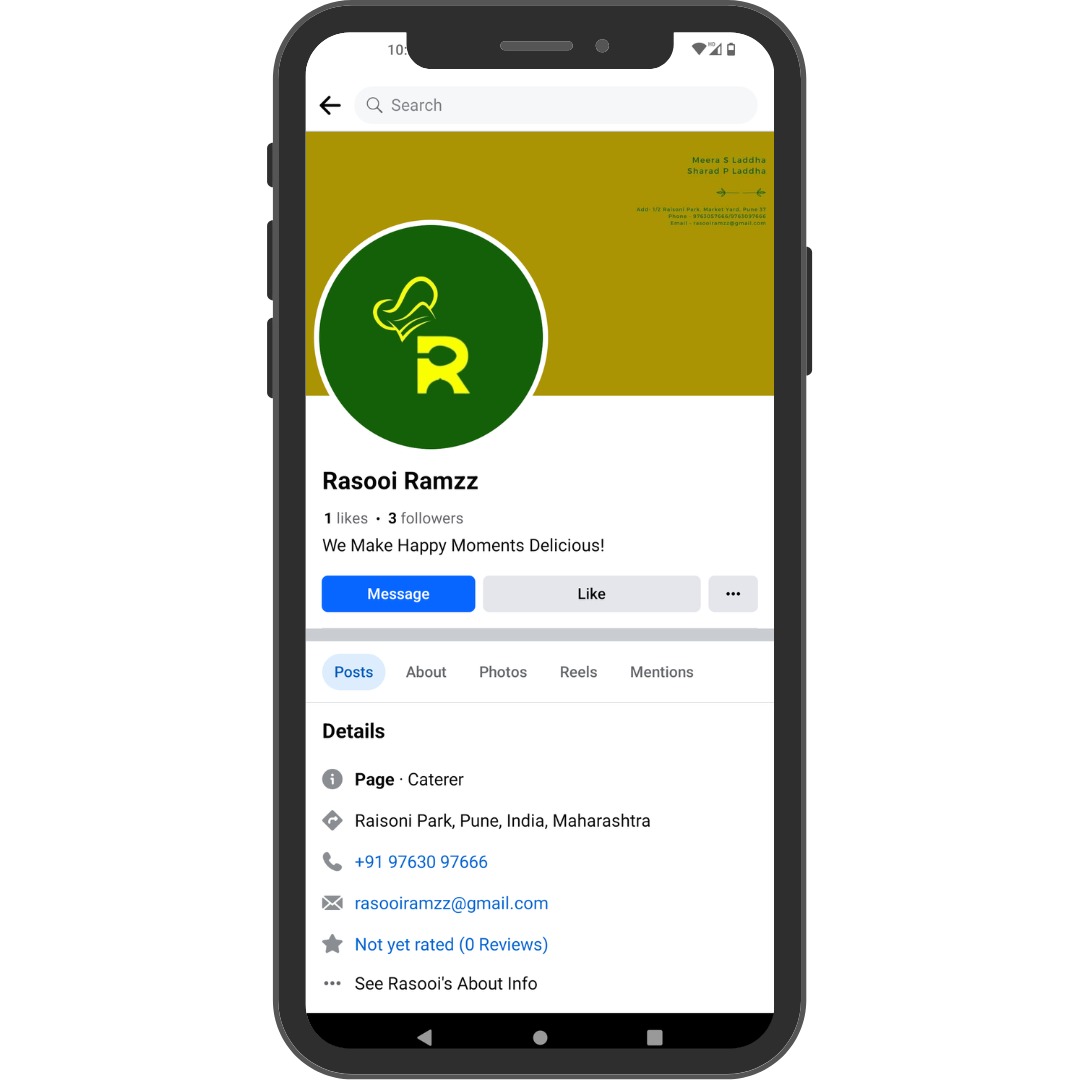 10:
Search
Meera S Laddha
Sharad P Laddha
Add- 1/2 Raisoni Park, Market Yard, Pune 37
Email - rasooiramzz@gmail.com
R
Rasooi Ramzz
1 likes • 3 followers
We Make Happy Moments Delicious!
Message
Like
Posts
About
Photos
Reels
Mentions
Details
Page · Caterer
Raisoni Park, Pune, India, Maharashtra
+91 97630 97666
rasooiramzz@gmail.com
Not yet rated (0 Reviews)
See Rasooi's About Info